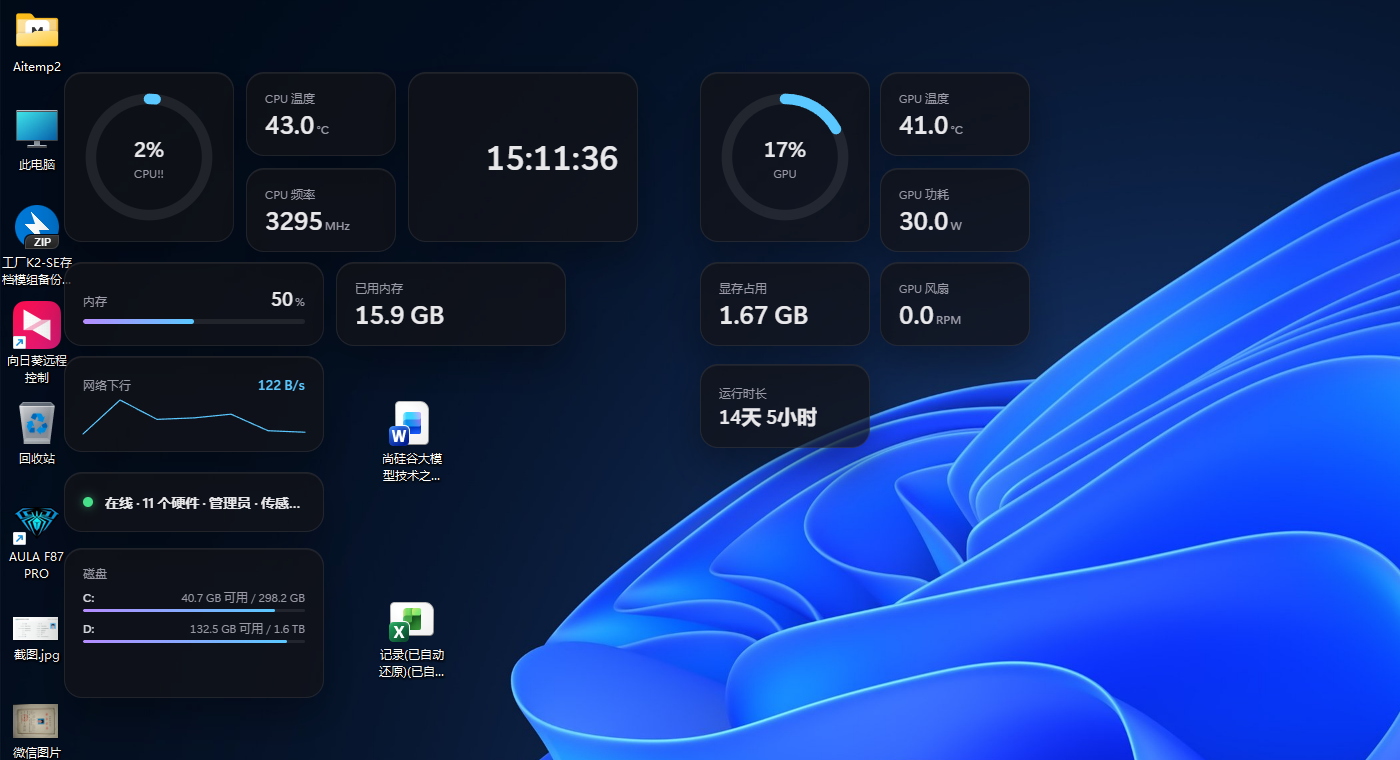 Aitemp2
此电脑
ZIP
工厂K2-SE存
档模组备份...
向日葵远程
控制
回收站
AULA F87
PRO
截图.jpg
微信图片
2%
CPU!!
CPU 温度
43.0 °C
CPU 频率
3295 MHz
15:11:36
17%
GPU
GPU 温度
41.0 °C
GPU 功耗
30.0 W
内存
50 %
已用内存
15.9 GB
显存占用
1.67 GB
GPU 风扇
0.0 RPM
网络下行
122 B/s
运行时长
14天 5小时
W
尚硅谷大模
型技术之...
在线 · 11 个硬件 · 管理员 · 传感...
磁盘
C:
40.7 GB 可用 / 298.2 GB
D:
132.5 GB 可用 / 1.6 TB
X
记录(已自动
还原)(已自...